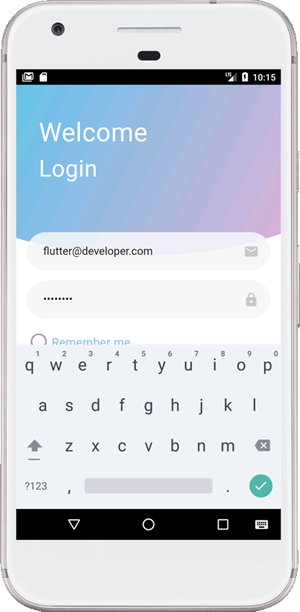 LTE 10:15
Welcome
Login
flutter@developer.com
••••••••
Remember me
1 2 3 4 5 6 7 8 9 0
q w e r t y u i o p
a s d f g h j k l
z x c v b n m
?123 , .